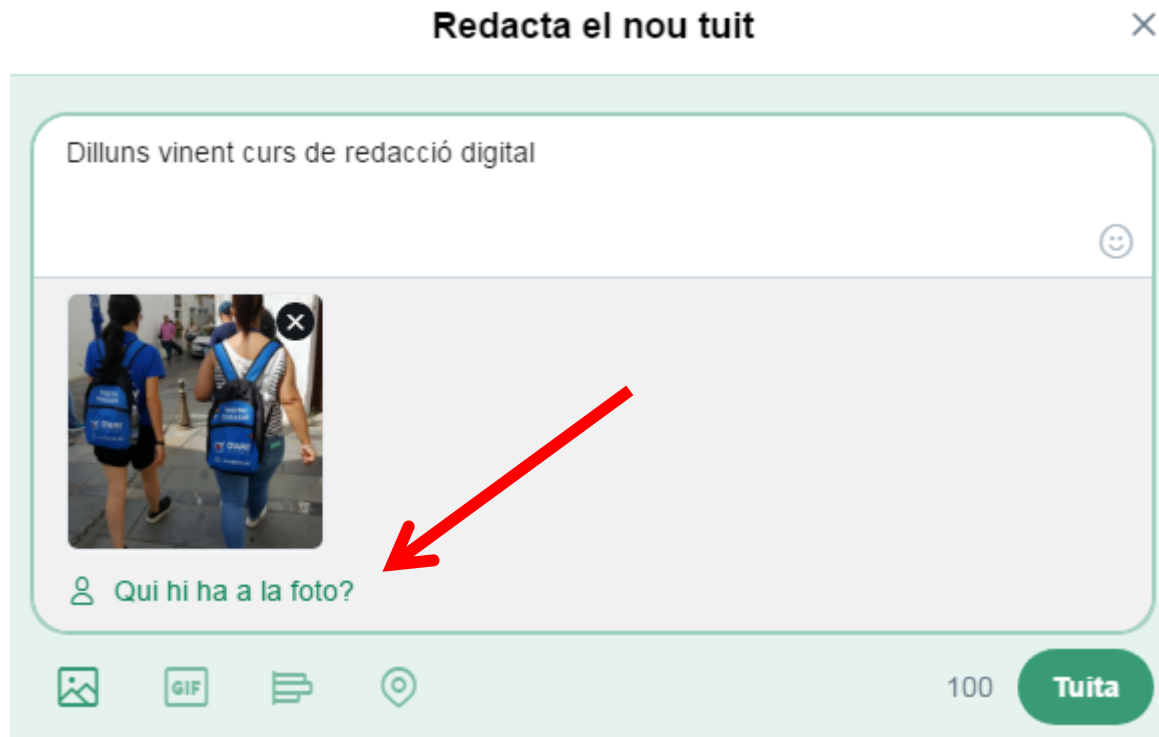 Redacta el nou tuit
Dilluns vinent curs de redacció digital
Qui hi ha a la foto?
GIF
100
Tuita